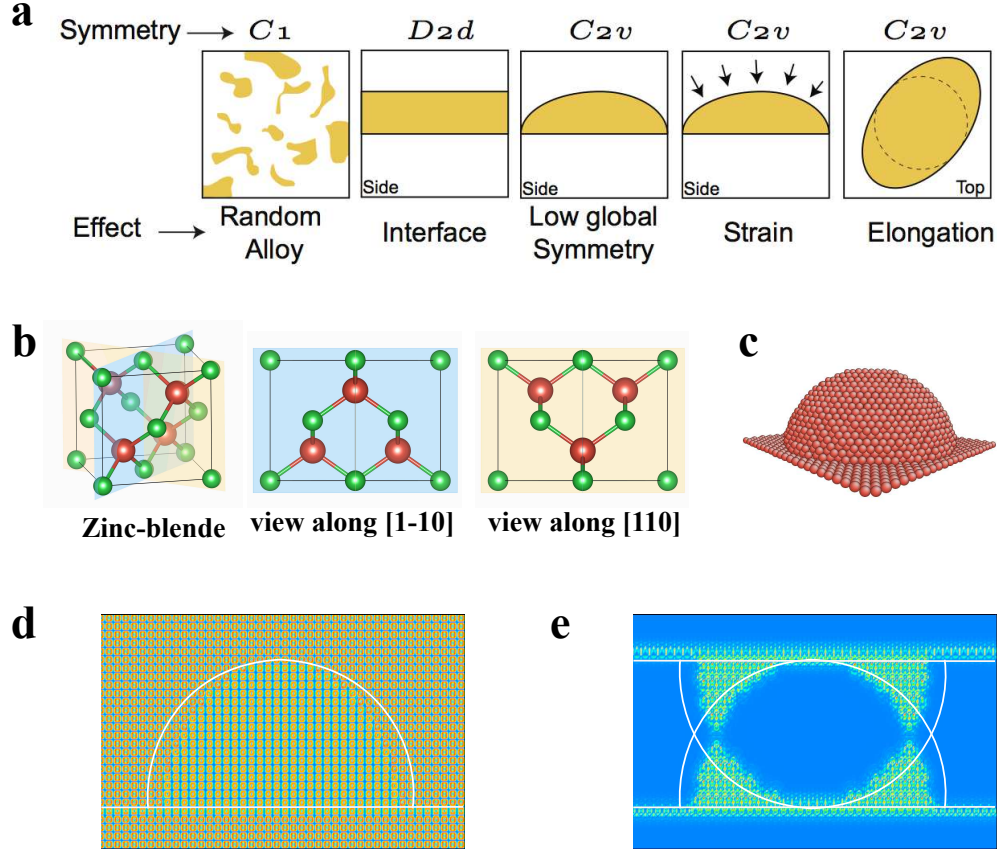 a
Symmetry → C1 D2d C2v C2v C2v
Side Side Side Top
Effect → Random Alloy Interface Low global Symmetry Strain Elongation
b
c
Zinc-blende
view along [1-10]
view along [110]
d
e